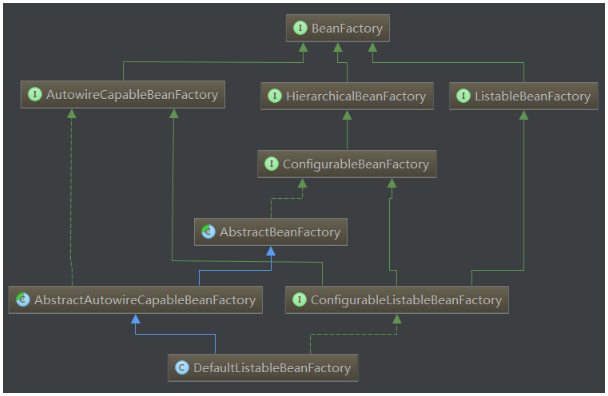 I BeanFactory
I AutowireCapableBeanFactory
I HierarchicalBeanFactory
I ListableBeanFactory
I ConfigurableBeanFactory
C AbstractBeanFactory
C AbstractAutowireCapableBeanFactory
I ConfigurableListableBeanFactory
C DefaultListableBeanFactory